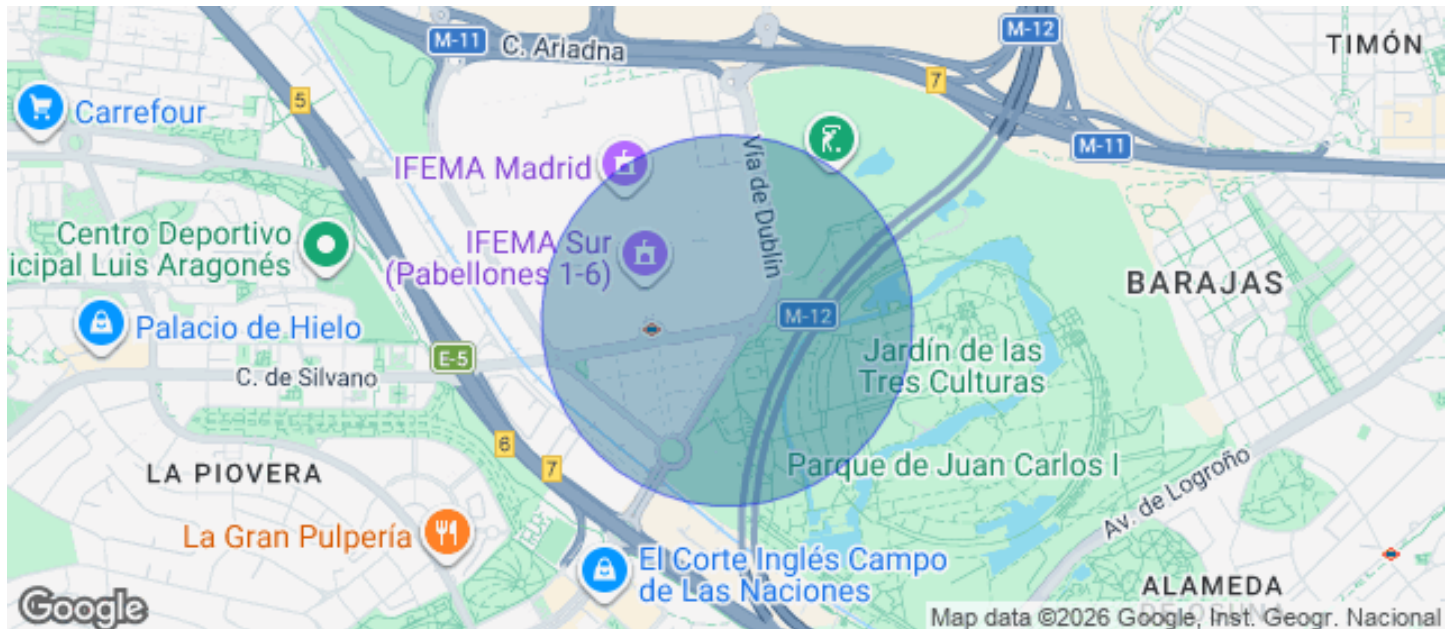 M-11
C. Ariadna
M-12
TIMÓN
5
7
Carrefour
M-11
IFEMA Madrid
Vía de Dublín
Centro Deportivo
icipal Luis Aragonés
IFEMA Sur
(Pabellones 1-6)
BARAJAS
Palacio de Hielo
M-12
E-5
C. de Silvano
Jardín de las
Tres Culturas
6
7
LA PIOVERA
Parque de Juan Carlos I
Av. de Logroño
La Gran Pulpería
El Corte Inglés Campo
de Las Naciones
ALAMEDA
DE OSUNA
Google
Map data ©2026 Google, Inst. Geogr. Nacional